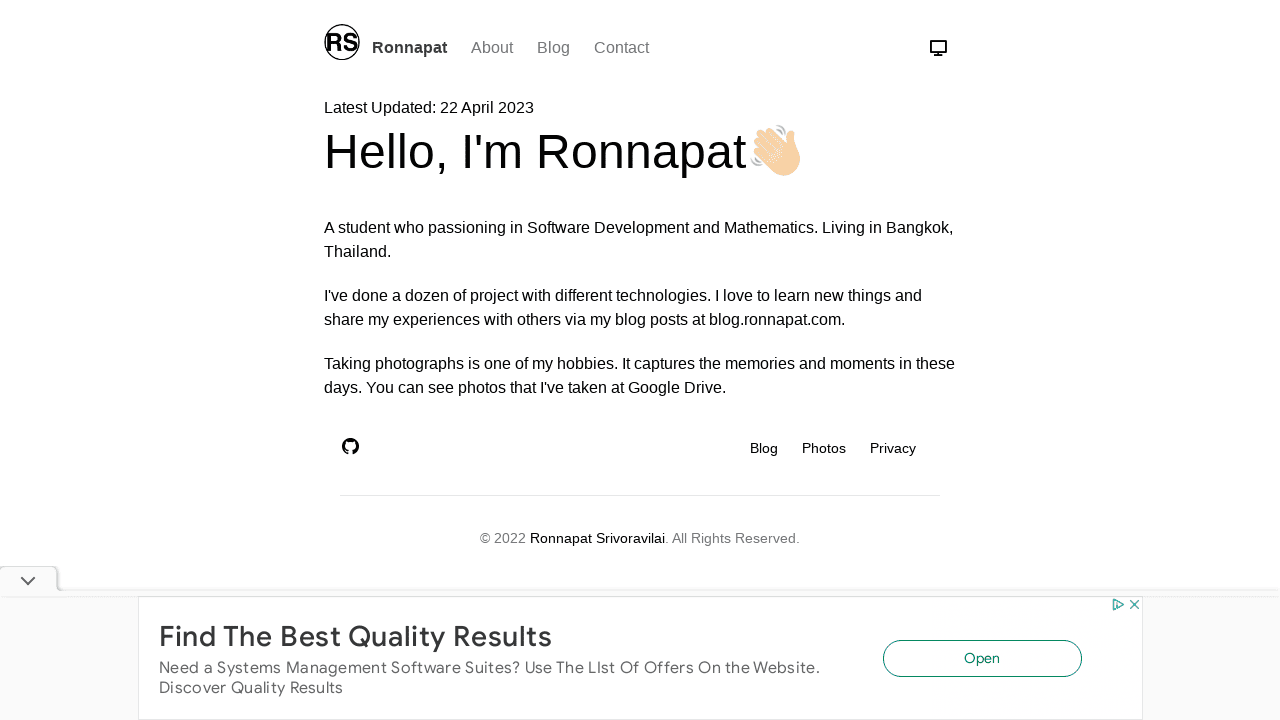 RS
Ronnapat About Blog Contact
Latest Updated: 22 April 2023
Hello, I'm Ronnapat
A student who passioning in Software Development and Mathematics. Living in Bangkok,
Thailand.
I've done a dozen of project with different technologies. I love to learn new things and
share my experiences with others via my blog posts at blog.ronnapat.com.
Taking photographs is one of my hobbies. It captures the memories and moments in these
days. You can see photos that I've taken at Google Drive.
Blog Photos Privacy
© 2022 Ronnapat Srivoravilai. All Rights Reserved.
Find The Best Quality Results
Need a Systems Management Software Suites? Use The LIst Of Offers On the Website.
Discover Quality Results
Open